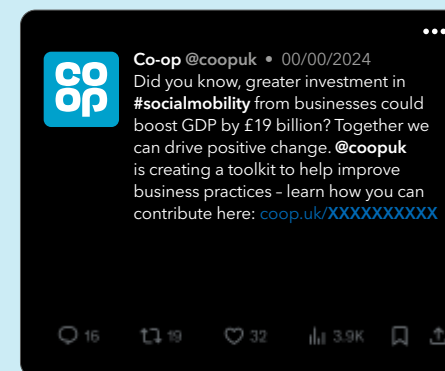 co
op
Co-op @coopuk • 00/00/2024
Did you know, greater investment in
#socialmobility from businesses could
boost GDP by £19 billion? Together we
can drive positive change. @coopuk
is creating a toolkit to help improve
business practices – learn how you can
contribute here: coop.uk/XXXXXXXXXX
16 19 32 3.9K